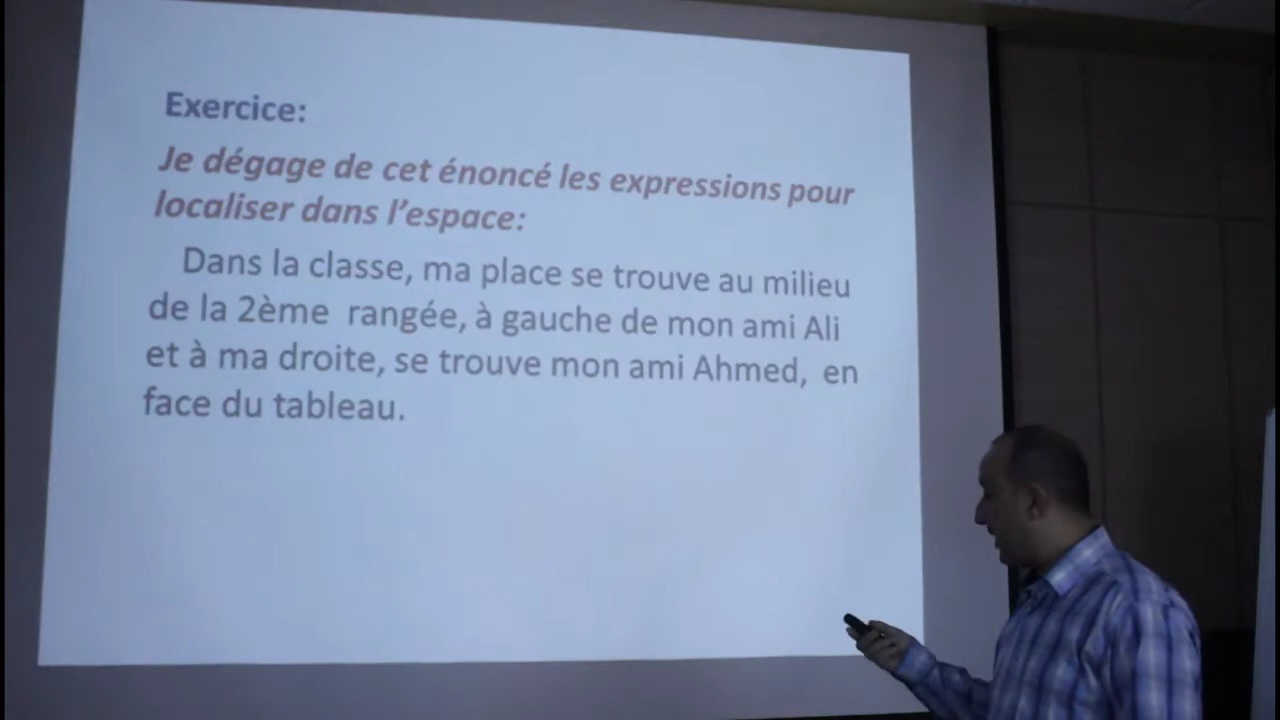 Exercice:
Je dégage de cet énoncé les expressions pour
localiser dans l’espace:
Dans la classe, ma place se trouve au milieu
de la 2ème rangée, à gauche de mon ami Ali
et à ma droite, se trouve mon ami Ahmed, en
face du tableau.